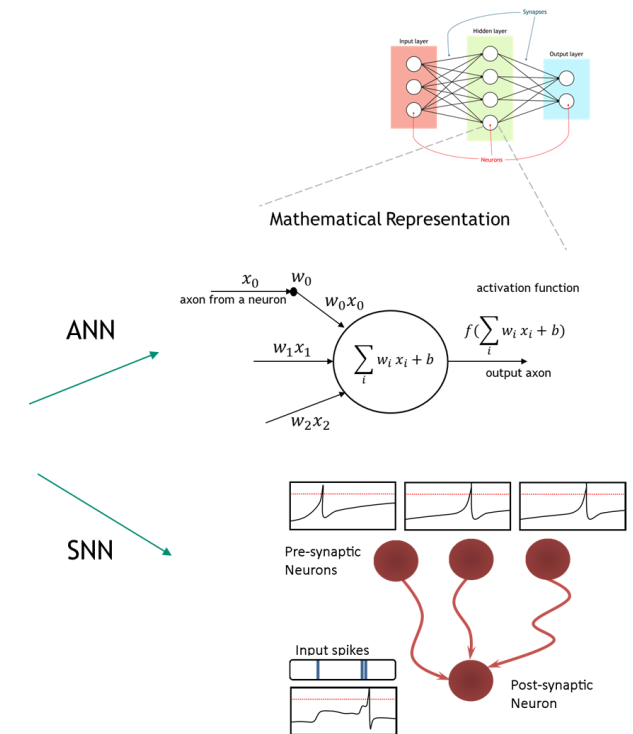 Synapses
Hidden layer
Input layer
Output layer
Neurons
Mathematical Representation
x₀ w₀
axon from a neuron
w₀x₀
activation function
ANN
f(∑ᵢ wᵢ xᵢ + b)
w₁x₁
∑ᵢ wᵢ xᵢ + b
output axon
w₂x₂
SNN
Pre-synaptic
Neurons
Input spikes
Post-synaptic
Neuron